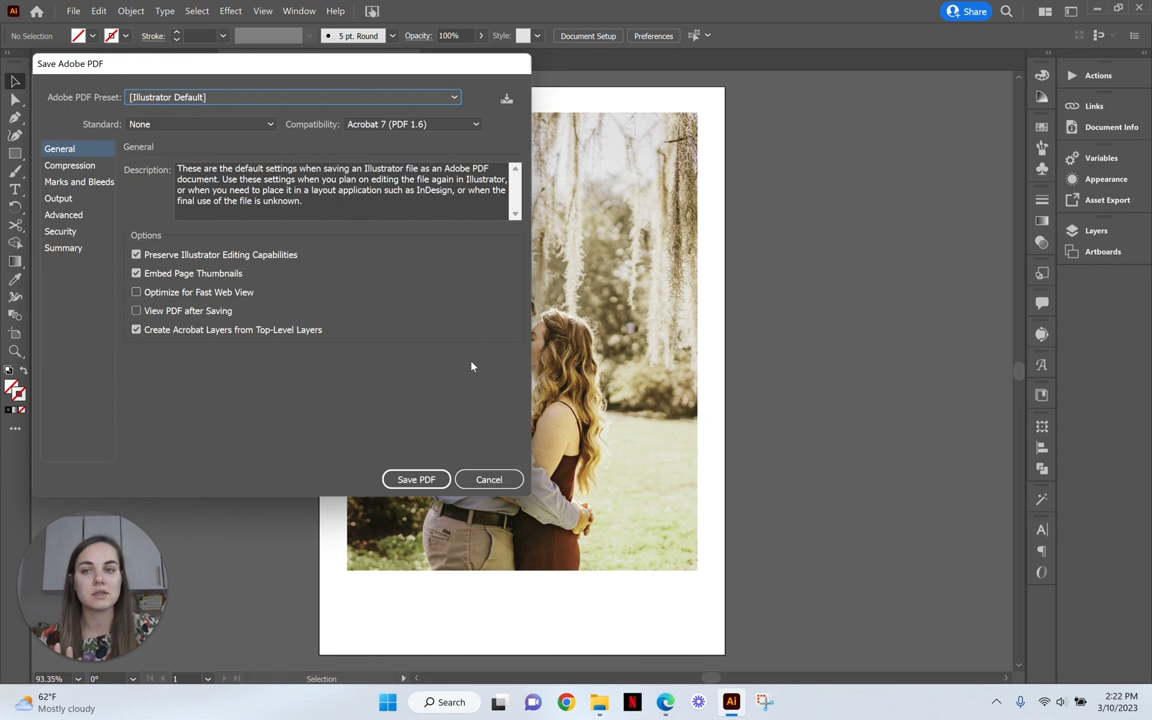 Ai File Edit Object Type Select Effect View Window Help Share
No Selection Stroke: 5 pt. Round Opacity: 100% Style: Document Setup Preferences
Save Adobe PDF
Adobe PDF Preset: [Illustrator Default]
Standard: None Compatibility: Acrobat 7 (PDF 1.6)
General
Compression
Marks and Bleeds
Output
Advanced
Security
Summary
General
Description: These are the default settings when saving an Illustrator file as an Adobe PDF
document. Use these settings when you plan on editing the file again in Illustrator,
or when you need to place it in a layout application such as InDesign, or when the
final use of the file is unknown.
Options
Preserve Illustrator Editing Capabilities
Embed Page Thumbnails
Optimize for Fast Web View
View PDF after Saving
Create Acrobat Layers from Top-Level Layers
Save PDF Cancel
Actions
Links
Document Info
Variables
Appearance
Asset Export
Layers
Artboards
93.35% 0° 1 Selection
62°F
Mostly cloudy
Search
Ai
2:22 PM
3/10/2023